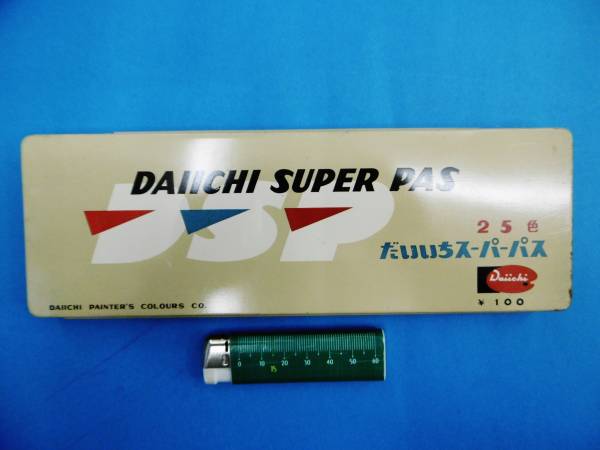 DAIICHI SUPER PAS
DSP
25色
だいいちスーパーパス
Daiichi
¥100
DAIICHI PAINTER'S COLOURS CO.
0 10 20 30 40 50 60
15